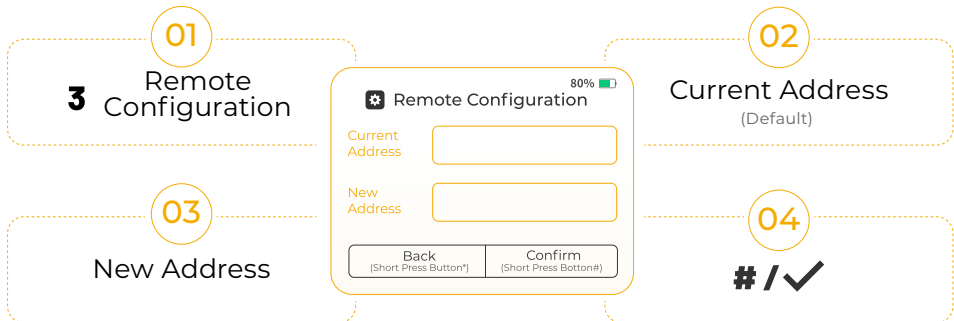 01
3 Remote
Configuration
02
Current Address
(Default)
80%
Remote Configuration
Current
Address
New
Address
Back
(Short Press Button*)
Confirm
(Short Press Botton#)
03
New Address
04
#/✓